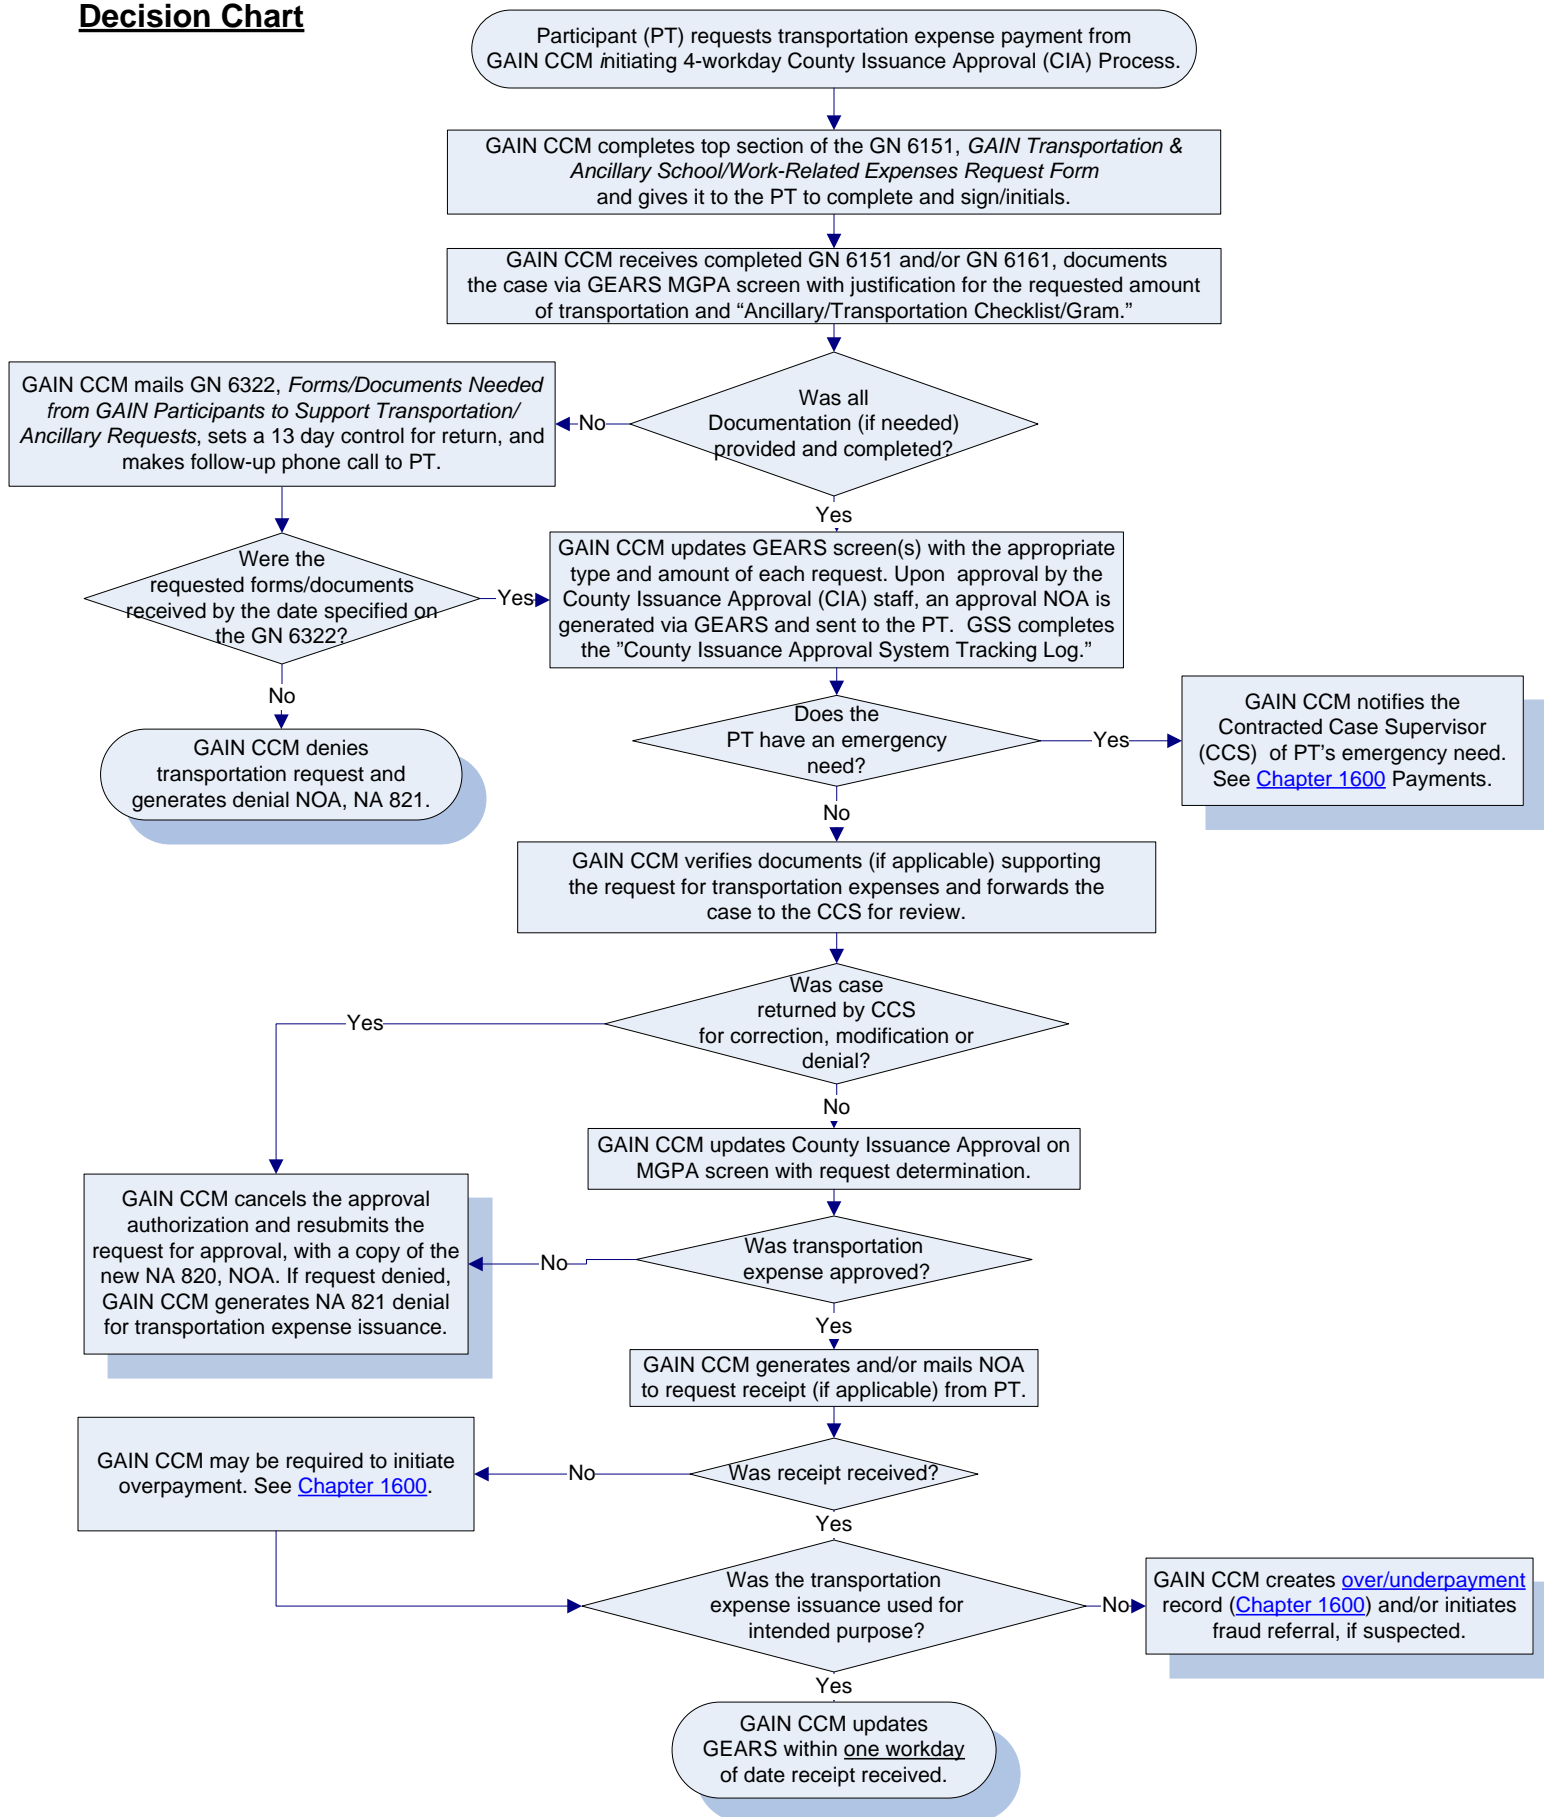 Decision Chart
Participant (PT) requests transportation expense payment from
GAIN CCM initiating 4-workday County Issuance Approval (CIA) Process.
GAIN CCM completes top section of the GN 6151, GAIN Transportation &
Ancillary School/Work-Related Expenses Request Form
and gives it to the PT to complete and sign/initials.
GAIN CCM receives completed GN 6151 and/or GN 6161, documents
the case via GEARS MGPA screen with justification for the requested amount
of transportation and “Ancillary/Transportation Checklist/Gram.”
Was all
Documentation (if needed)
provided and completed?
No
GAIN CCM mails GN 6322, Forms/Documents Needed
from GAIN Participants to Support Transportation/
Ancillary Requests, sets a 13 day control for return, and
makes follow-up phone call to PT.
Yes
Were the
requested forms/documents
received by the date specified on
the GN 6322?
Yes
GAIN CCM updates GEARS screen(s) with the appropriate
type and amount of each request. Upon approval by the
County Issuance Approval (CIA) staff, an approval NOA is
generated via GEARS and sent to the PT. GSS completes
the ”County Issuance Approval System Tracking Log.”
No
GAIN CCM denies
transportation request and
generates denial NOA, NA 821.
Does the
PT have an emergency
need?
Yes
GAIN CCM notifies the
Contracted Case Supervisor
(CCS) of PT’s emergency need.
See Chapter 1600 Payments.
No
GAIN CCM verifies documents (if applicable) supporting
the request for transportation expenses and forwards the
case to the CCS for review.
Was case
returned by CCS
for correction, modification or
denial?
Yes
No
GAIN CCM updates County Issuance Approval on
MGPA screen with request determination.
GAIN CCM cancels the approval
authorization and resubmits the
request for approval, with a copy of the
new NA 820, NOA. If request denied,
GAIN CCM generates NA 821 denial
for transportation expense issuance.
No
Was transportation
expense approved?
Yes
GAIN CCM generates and/or mails NOA
to request receipt (if applicable) from PT.
GAIN CCM may be required to initiate
overpayment. See Chapter 1600.
No
Was receipt received?
Yes
Was the transportation
expense issuance used for
intended purpose?
No
GAIN CCM creates over/underpayment
record (Chapter 1600) and/or initiates
fraud referral, if suspected.
Yes
GAIN CCM updates
GEARS within one workday
of date receipt received.